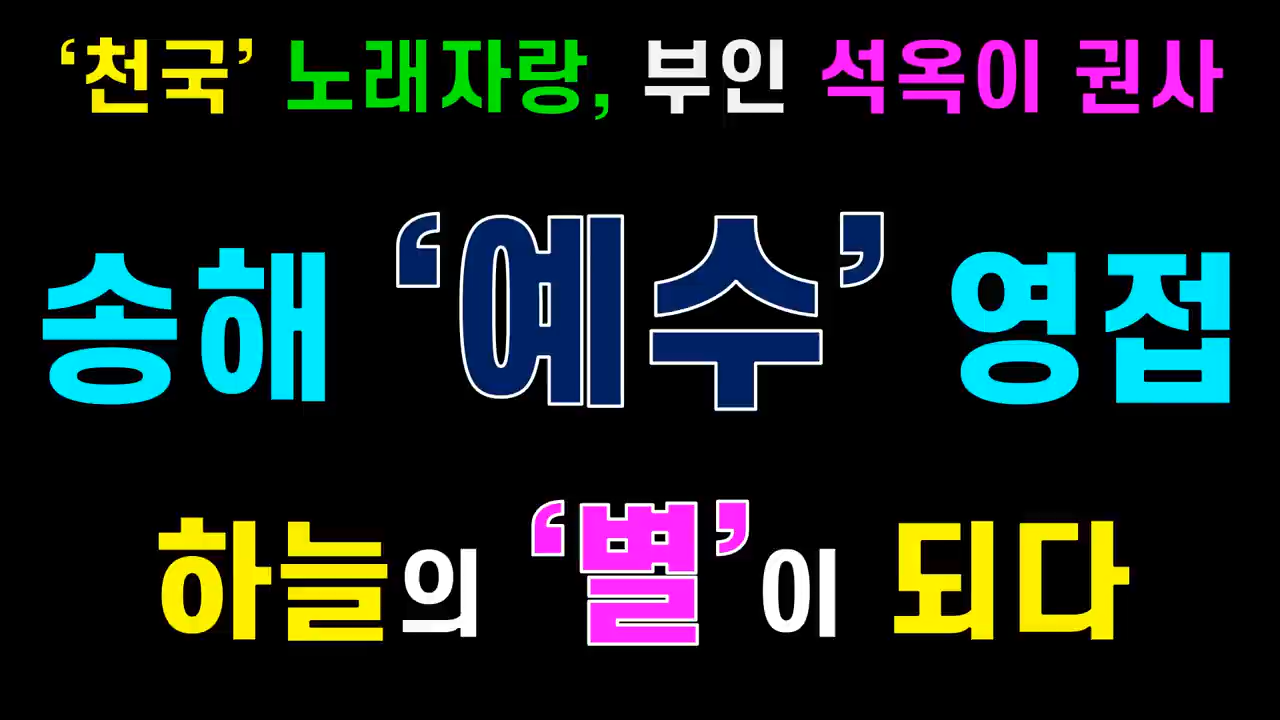 ‘천국’ 노래자랑, 부인 석옥이 권사
송해 ‘예수’ 영접
하늘의 ‘별’이 되다